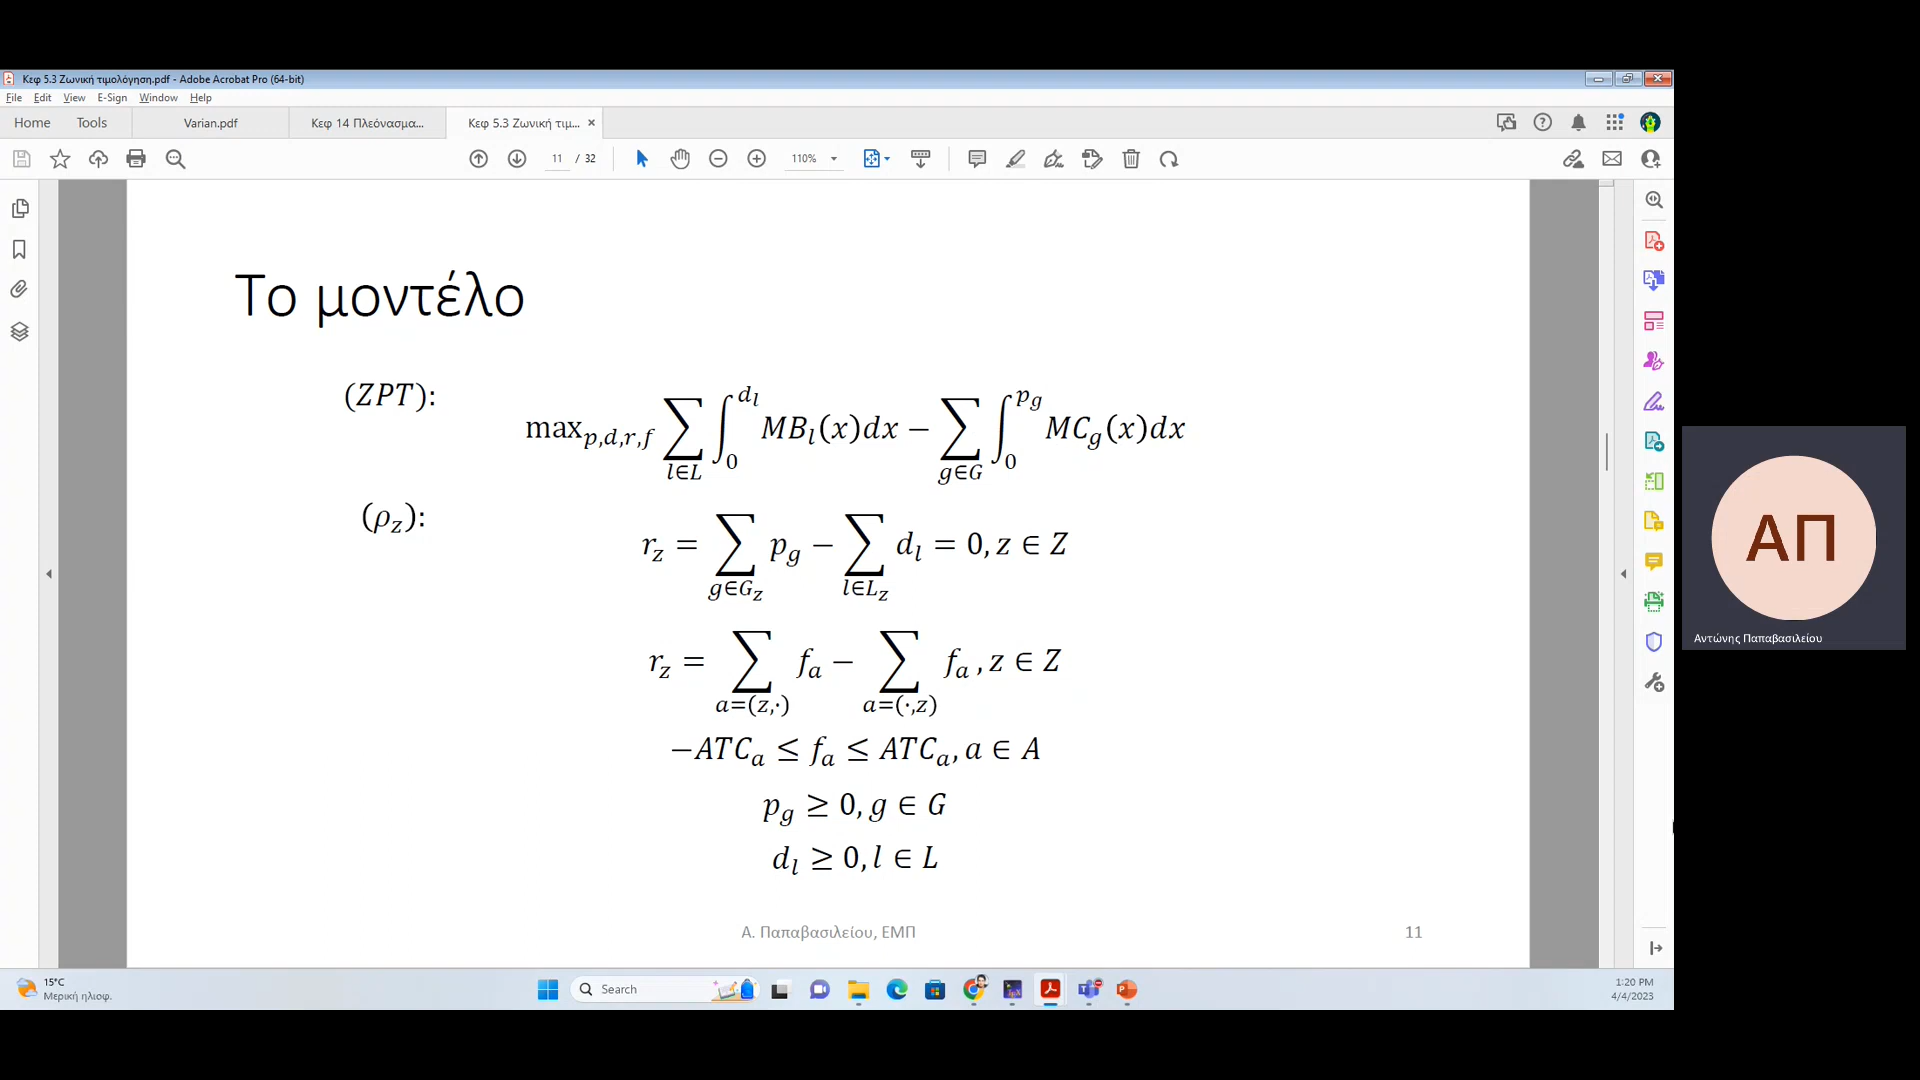 Κεφ 5.3 Ζωνική τιμολόγηση.pdf - Adobe Acrobat Pro (64-bit)
File Edit View E-Sign Window Help
Home Tools Varian.pdf Κεφ 14 Πλεόνασμα... Κεφ 5.3 Ζωνική τιμ... ×
11 / 32 110%
Το μοντέλο
(ZPT):
max_{p,d,r,f} ∑_{l∈L} ∫_0^{d_l} MB_l(x)dx − ∑_{g∈G} ∫_0^{p_g} MC_g(x)dx
(ρ_z):
r_z = ∑_{g∈G_z} p_g − ∑_{l∈L_z} d_l = 0, z ∈ Z
r_z = ∑_{a=(z,·)} f_a − ∑_{a=(·,z)} f_a , z ∈ Z
−ATC_a ≤ f_a ≤ ATC_a, a ∈ A
p_g ≥ 0, g ∈ G
d_l ≥ 0, l ∈ L
Α. Παπαβασιλείου, ΕΜΠ 11
ΑΠ
Αντώνης Παπαβασιλείου
15°C
Μερική ηλιοφ.
Search
1:20 PM
4/4/2023